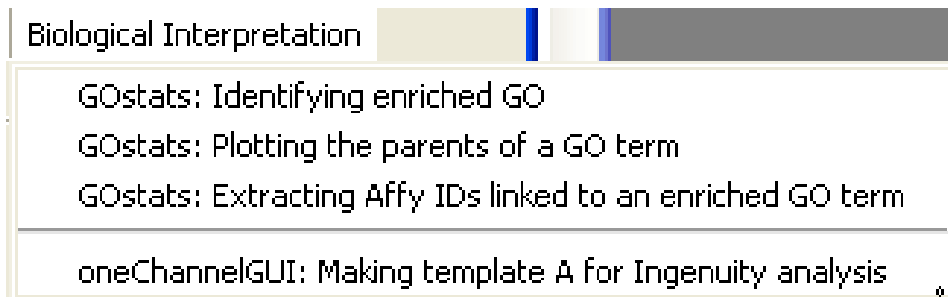 Biological Interpretation
GOstats: Identifying enriched GO
GOstats: Plotting the parents of a GO term
GOstats: Extracting Affy IDs linked to an enriched GO term
oneChannelGUI: Making template A for Ingenuity analysis